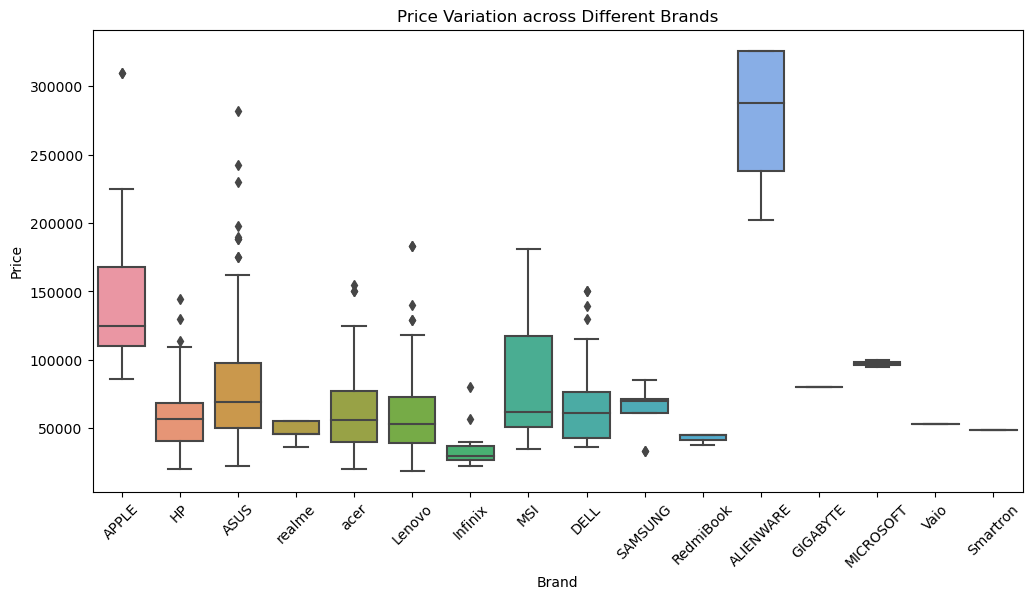 Price Variation across Different Brands
Price
300000
250000
200000
150000
100000
50000
APPLE
HP
ASUS
realme
acer
Lenovo
Infinix
MSI
DELL
SAMSUNG
RedmiBook
ALIENWARE
GIGABYTE
MICROSOFT
Vaio
Smartron
Brand